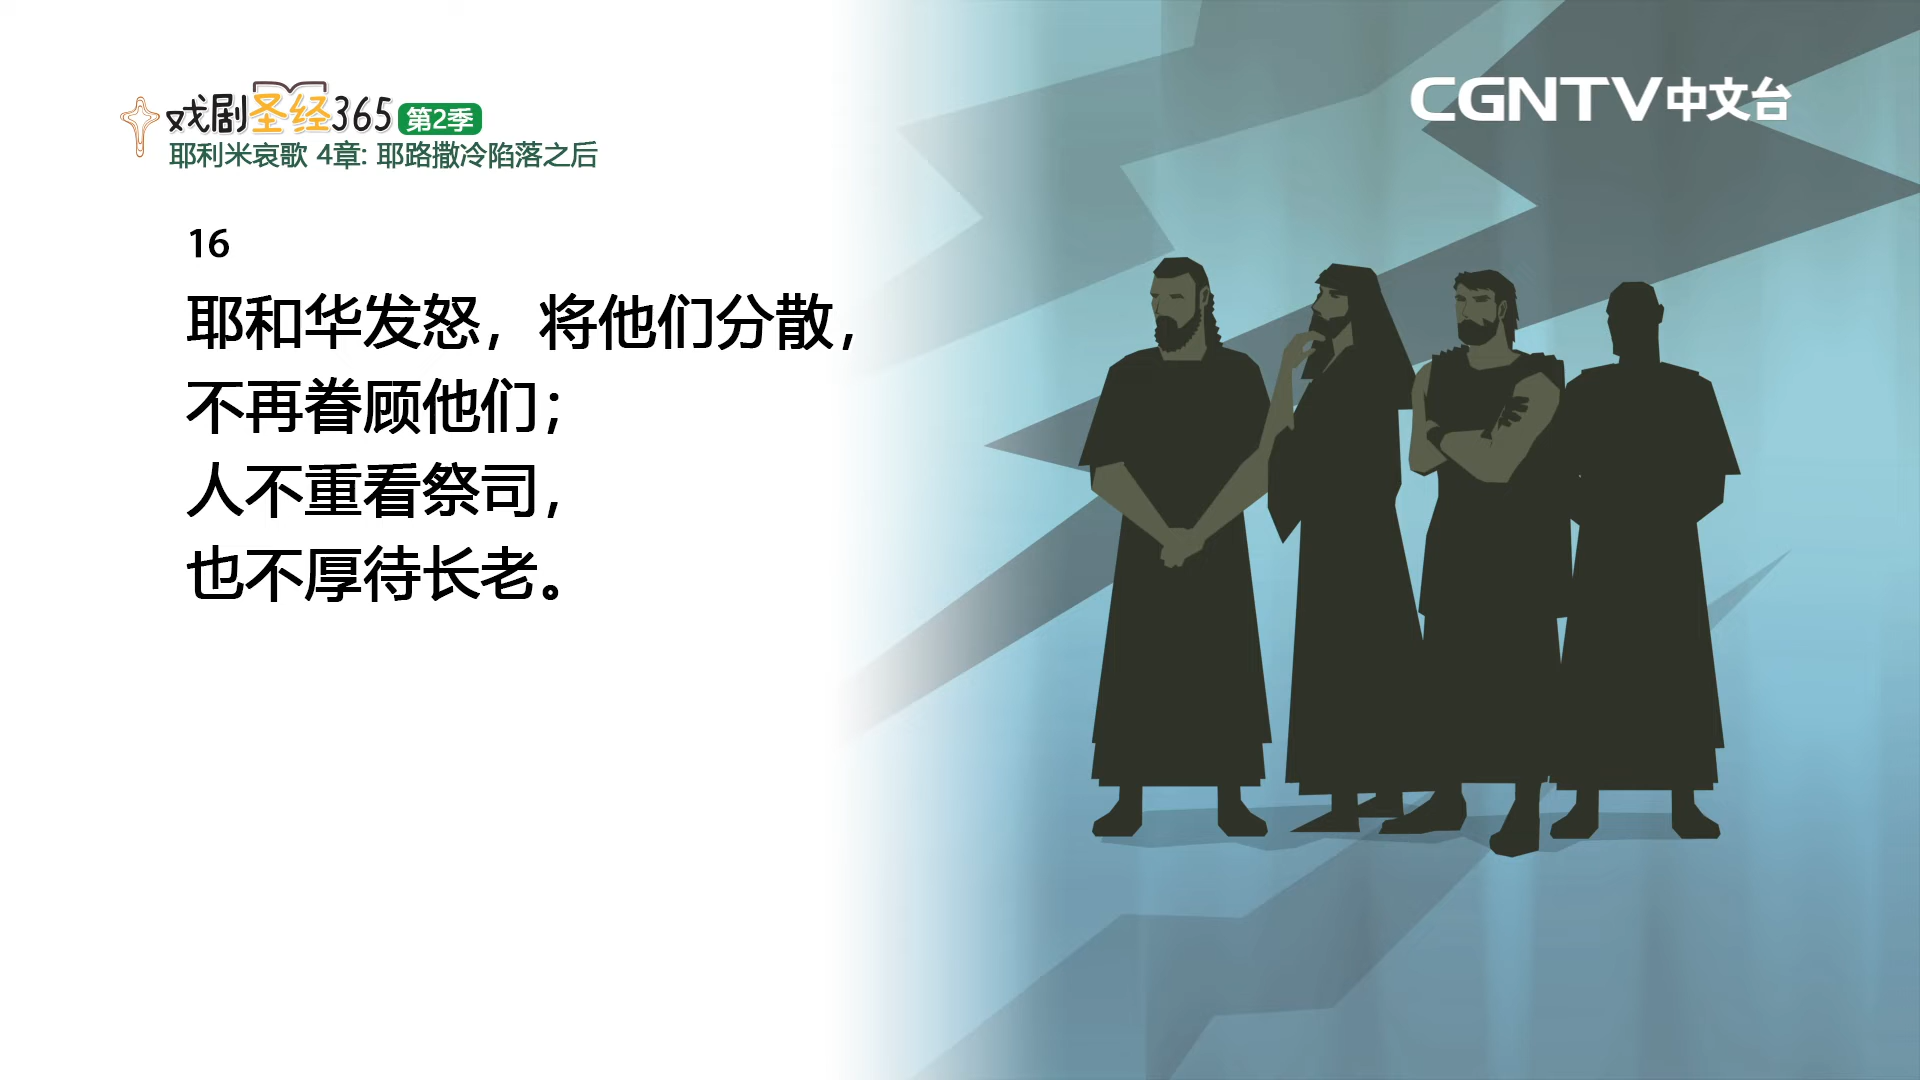 戏剧圣经365 第2季
CGNTV中文台
耶利米哀歌 4章: 耶路撒冷陷落之后
16
耶和华发怒，将他们分散，
不再眷顾他们；
人不重看祭司，
也不厚待长老。